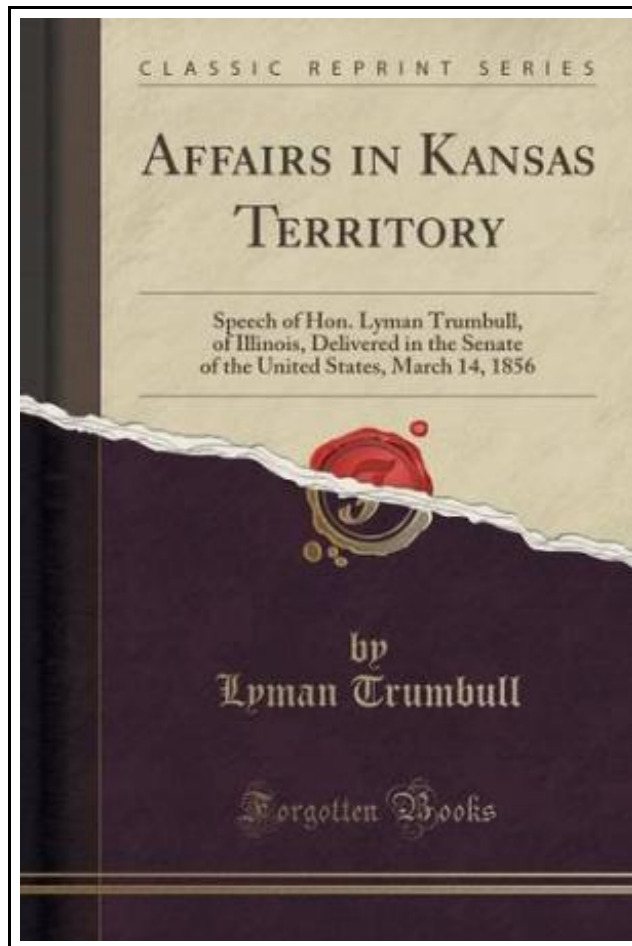 CLASSIC REPRINT SERIES
AFFAIRS IN KANSAS
TERRITORY
Speech of Hon. Lyman Trumbull,
of Illinois, Delivered in the Senate
of the United States, March 14, 1856
by
Lyman Trumbull
Forgotten Books